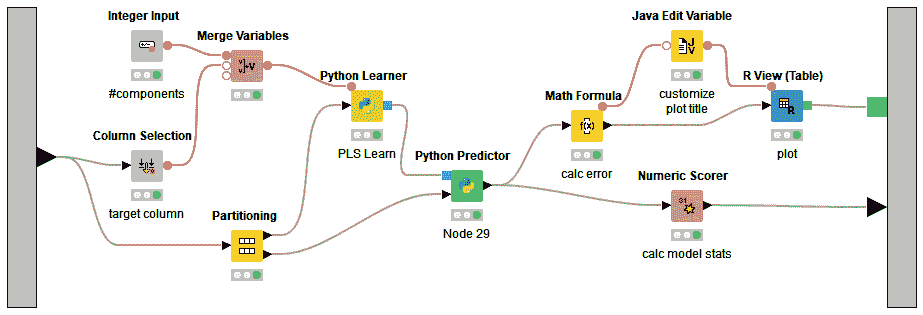 Integer Input
#components
Merge Variables
Column Selection
target column
Python Learner
PLS Learn
Partitioning
Python Predictor
Node 29
Math Formula
f(x)
calc error
Java Edit Variable
J
V
customize
plot title
R View (Table)
R
plot
Numeric Scorer
calc model stats